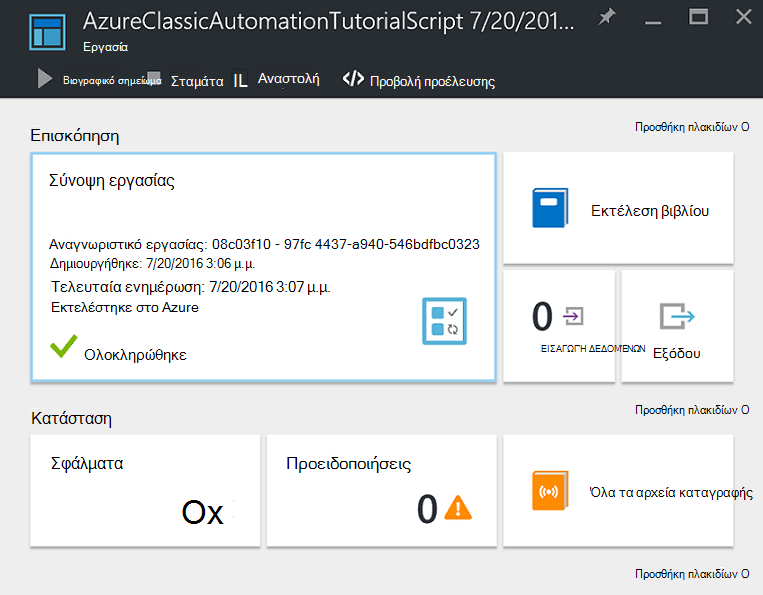 AzureClassicAutomationTutorialScript 7/20/201...
Εργασία
Βιογραφικό σημείωμα Σταμάτα IL Αναστολή </> Προβολή προέλευσης
Προσθήκη πλακιδίων O
Επισκόπηση
Σύνοψη εργασίας
Αναγνωριστικό εργασίας: 08c03f10 - 97fc 4437-a940-546bdfbc0323
Δημιουργήθηκε: 7/20/2016 3:06 μ.μ.
Τελευταία ενημέρωση: 7/20/2016 3:07 μ.μ.
Εκτελέστηκε στο Azure
Ολοκληρώθηκε
Εκτέλεση βιβλίου
0
ΕΙΣΑΓΩΓΗ ΔΕΔΟΜΕΝΩΝ
Εξόδου
Προσθήκη πλακιδίων O
Κατάσταση
Σφάλματα
Ox
Προειδοποιήσεις
0
Όλα τα αρχεία καταγραφής
Προσθήκη πλακιδίων O